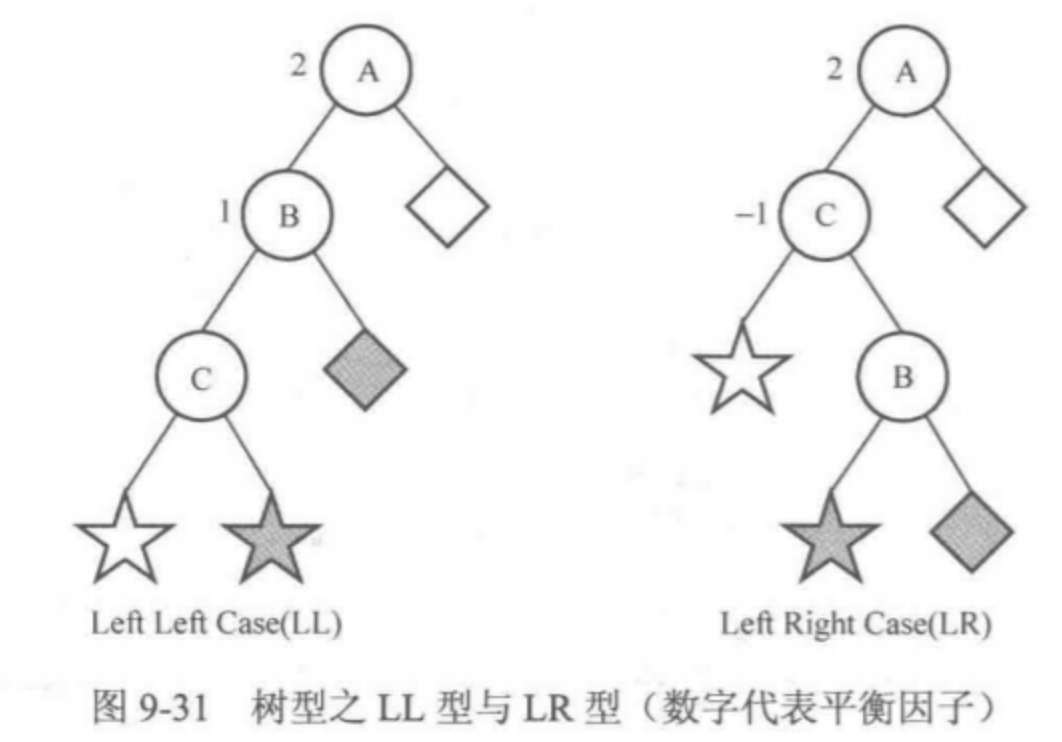 2 A 2 A
1 B -1 C
C B
Left Left Case(LL) Left Right Case(LR)
图 9-31 树型之 LL 型与 LR 型（数字代表平衡因子）